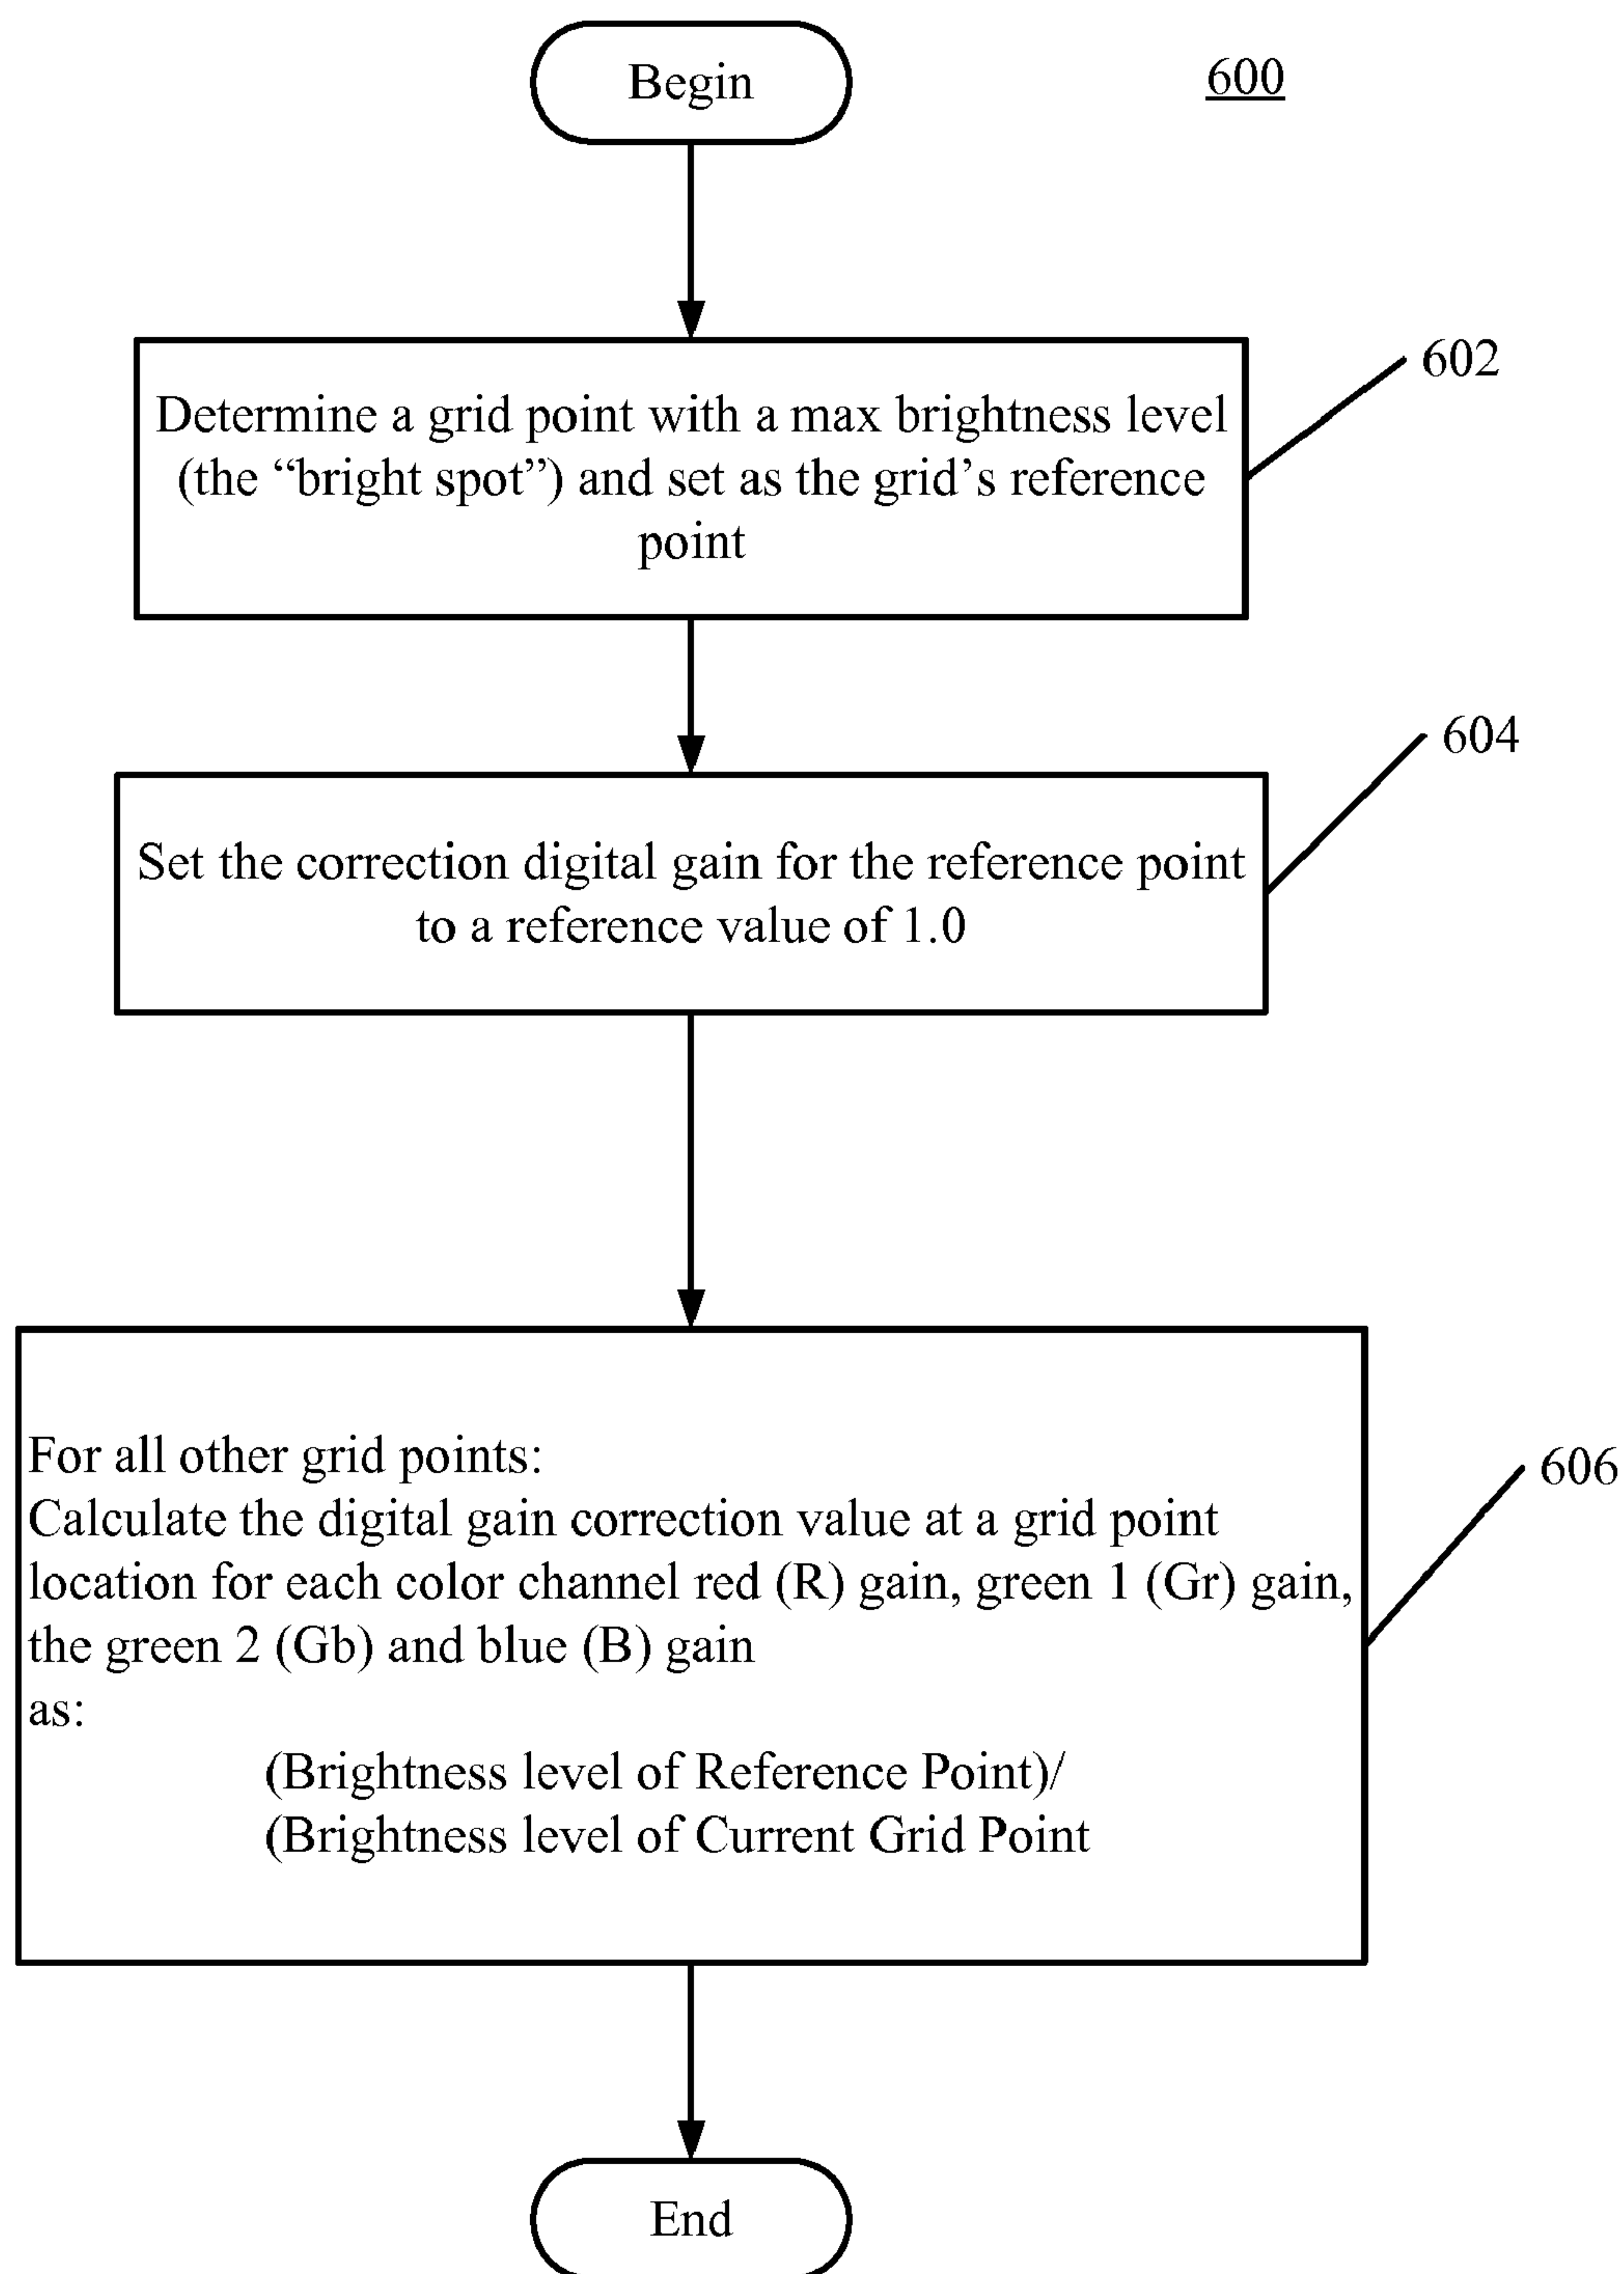 Begin
600
602
Determine a grid point with a max brightness level
(the “bright spot”) and set as the grid’s reference
point
604
Set the correction digital gain for the reference point
to a reference value of 1.0
606
For all other grid points:
Calculate the digital gain correction value at a grid point
location for each color channel red (R) gain, green 1 (Gr) gain,
the green 2 (Gb) and blue (B) gain
as:
(Brightness level of Reference Point)/
(Brightness level of Current Grid Point
End